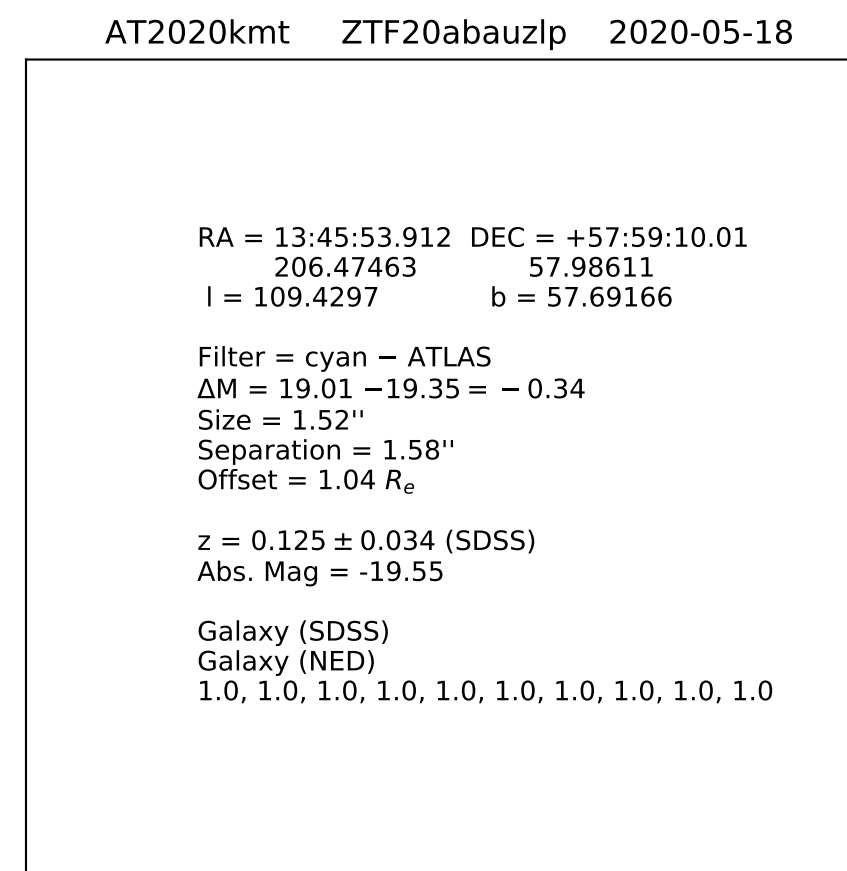 AT2020kmt ZTF20abauzlp 2020-05-18
RA = 13:45:53.912 DEC = +57:59:10.01
206.47463 57.98611
l = 109.4297 b = 57.69166
Filter = cyan − ATLAS
ΔM = 19.01 −19.35 = − 0.34
Size = 1.52''
Separation = 1.58''
Offset = 1.04 Re
z = 0.125 ± 0.034 (SDSS)
Abs. Mag = -19.55
Galaxy (SDSS)
Galaxy (NED)
1.0, 1.0, 1.0, 1.0, 1.0, 1.0, 1.0, 1.0, 1.0, 1.0